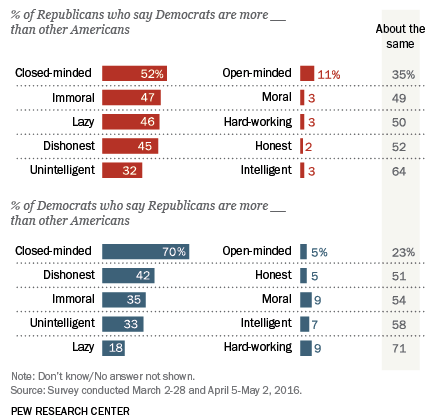 % of Republicans who say Democrats are more __
than other Americans
About the
same
Closed-minded 52% Open-minded 11% 35%
Immoral 47 Moral 3 49
Lazy 46 Hard-working 3 50
Dishonest 45 Honest 2 52
Unintelligent 32 Intelligent 3 64
% of Democrats who say Republicans are more __
than other Americans
Closed-minded 70% Open-minded 5% 23%
Dishonest 42 Honest 5 51
Immoral 35 Moral 9 54
Unintelligent 33 Intelligent 7 58
Lazy 18 Hard-working 9 71
Note: Don't know/No answer not shown.
Source: Survey conducted March 2-28 and April 5-May 2, 2016.
PEW RESEARCH CENTER